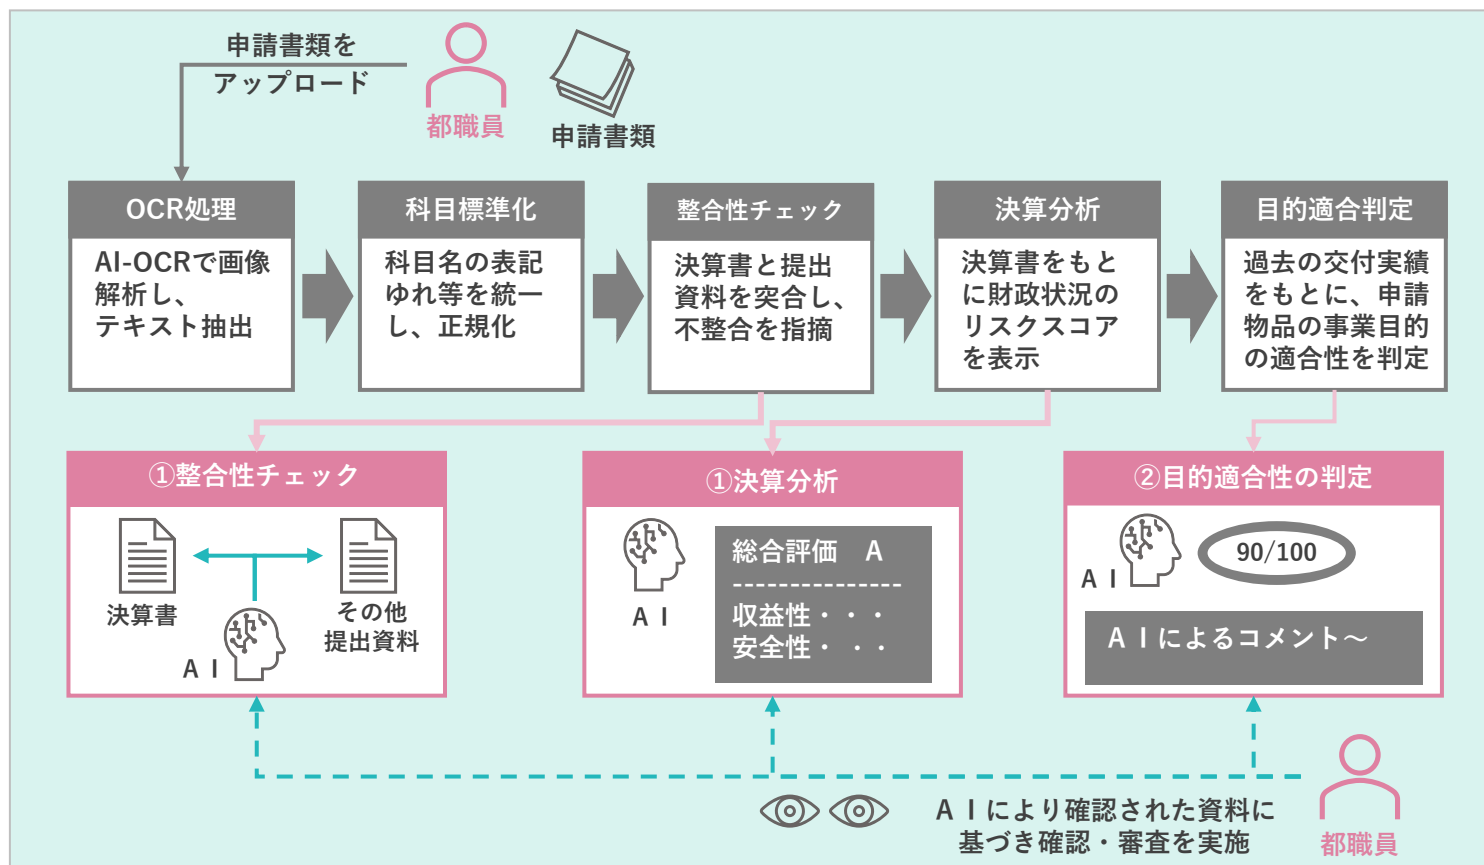 申請書類を
アップロード
都職員
申請書類
OCR処理
AI-OCRで画像
解析し、
テキスト抽出
科目標準化
科目名の表記
ゆれ等を統一
し、正規化
整合性チェック
決算書と提出
資料を突合し、
不整合を指摘
決算分析
決算書をもと
に財政状況の
リスクスコア
を表示
目的適合判定
過去の交付実績
をもとに、申請
物品の事業目的
の適合性を判定
①整合性チェック
決算書
その他
提出資料
ＡＩ
①決算分析
ＡＩ
総合評価　A
---------------
収益性・・・
安全性・・・
②目的適合性の判定
ＡＩ
90/100
ＡＩによるコメント～
ＡＩにより確認された資料に
基づき確認・審査を実施
都職員